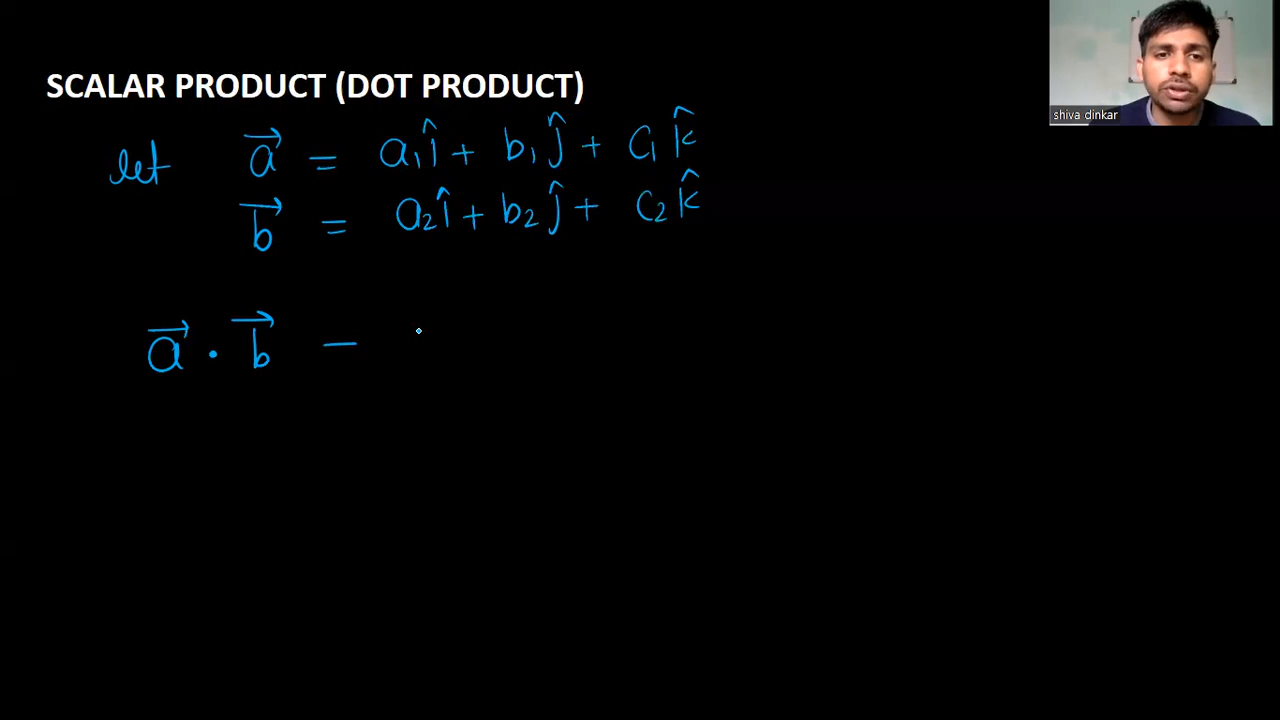 SCALAR PRODUCT (DOT PRODUCT)
shiva dinkar
let a⃗ = a₁î + b₁ĵ + c₁k̂
b⃗ = a₂î + b₂ĵ + c₂k̂
a⃗ · b⃗ −